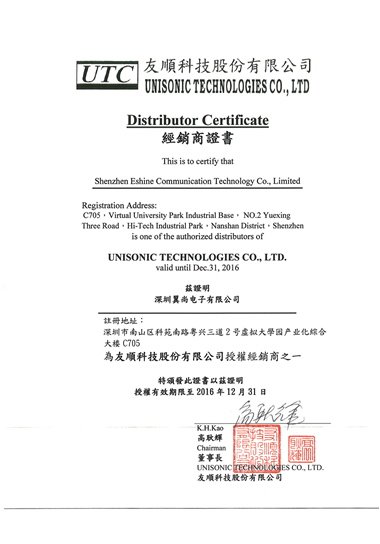 UTC
友順科技股份有限公司
UNISONIC TECHNOLOGIES CO., LTD
Distributor Certificate
經銷商證書
This is to certify that
Shenzhen Eshine Communication Technology Co., Limited
Registration Address:
C705，Virtual University Park Industrial Base， NO.2 Yuexing
Three Road，Hi-Tech Industrial Park，Nanshan District，Shenzhen
is one of the authorized distributors of
UNISONIC TECHNOLOGIES CO., LTD.
valid until Dec.31, 2016
茲證明
深圳翼尚电子有限公司
註冊地址：
深圳市南山区科苑南路粤兴三道2号虚拟大學园产业化综合
大楼 C705
為友順科技股份有限公司授權經銷商之一
特頒發此證書以茲證明
授權有效期限至 2016 年 12 月 31 日
K.H.Kao
高耿輝
Chairman
董事長
UNISONIC TECHNOLOGIES CO., LTD.
友順科技股份有限公司